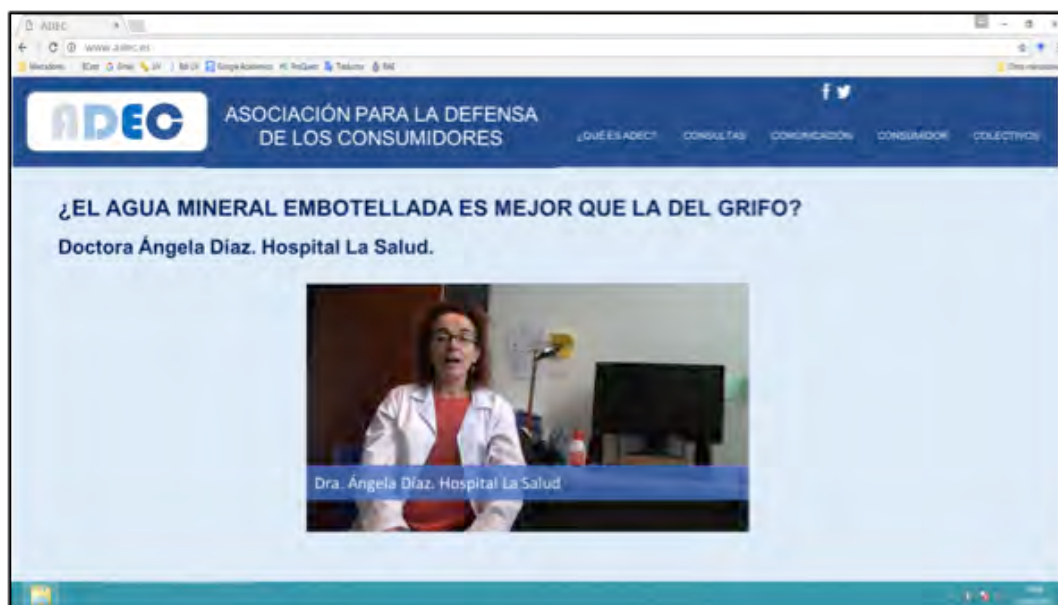 ADEC
www.adec.es
ADEC
ASOCIACIÓN PARA LA DEFENSA
DE LOS CONSUMIDORES
¿QUÉ ES ADEC?
CONSULTAS
COMUNICACIÓN
CONSUMIDOR
COLECTIVOS
¿EL AGUA MINERAL EMBOTELLADA ES MEJOR QUE LA DEL GRIFO?
Doctora Ángela Díaz. Hospital La Salud.
Dra. Ángela Díaz. Hospital La Salud